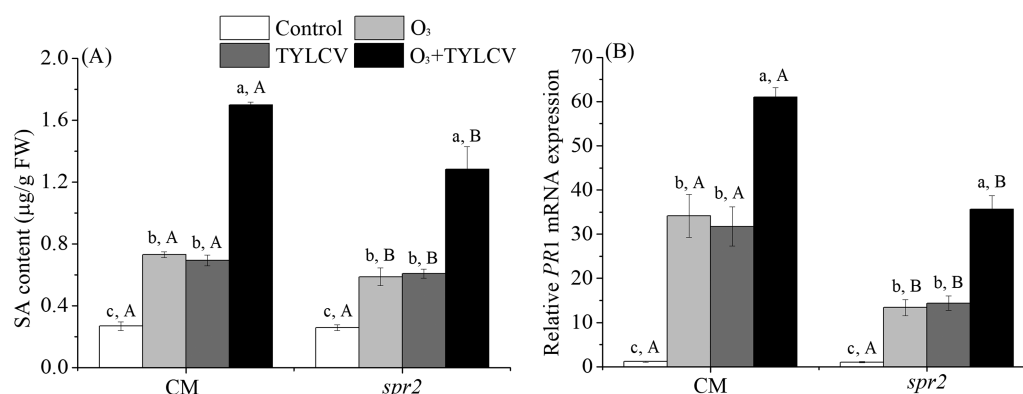 Control O₃
TYLCV O₃+TYLCV
(A)
SA content (μg/g FW)
2.0
1.6
1.2
0.8
0.4
0.0
c, A
b, A
b, A
a, A
c, A
b, B
b, B
a, B
CM spr2
(B)
Relative PR1 mRNA expression
70
60
50
40
30
20
10
0
c, A
b, A
b, A
a, A
c, A
b, B
b, B
a, B
CM spr2